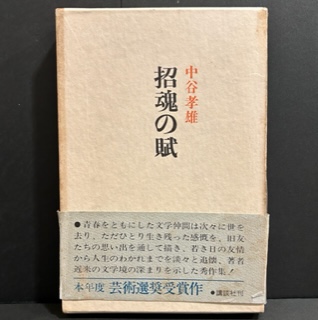 中谷孝雄
招魂の賦
●青春をともにした文学仲間は次々に世を
去り、ただひとり生き残った感慨を、旧友
たちの思い出を通して描き、若き日の友情
から人生のわかれまでを淡々と追懐、著者
近来の文学境の深まりを示した秀作集!
本年度 芸術選奨受賞作 ●講談社刊